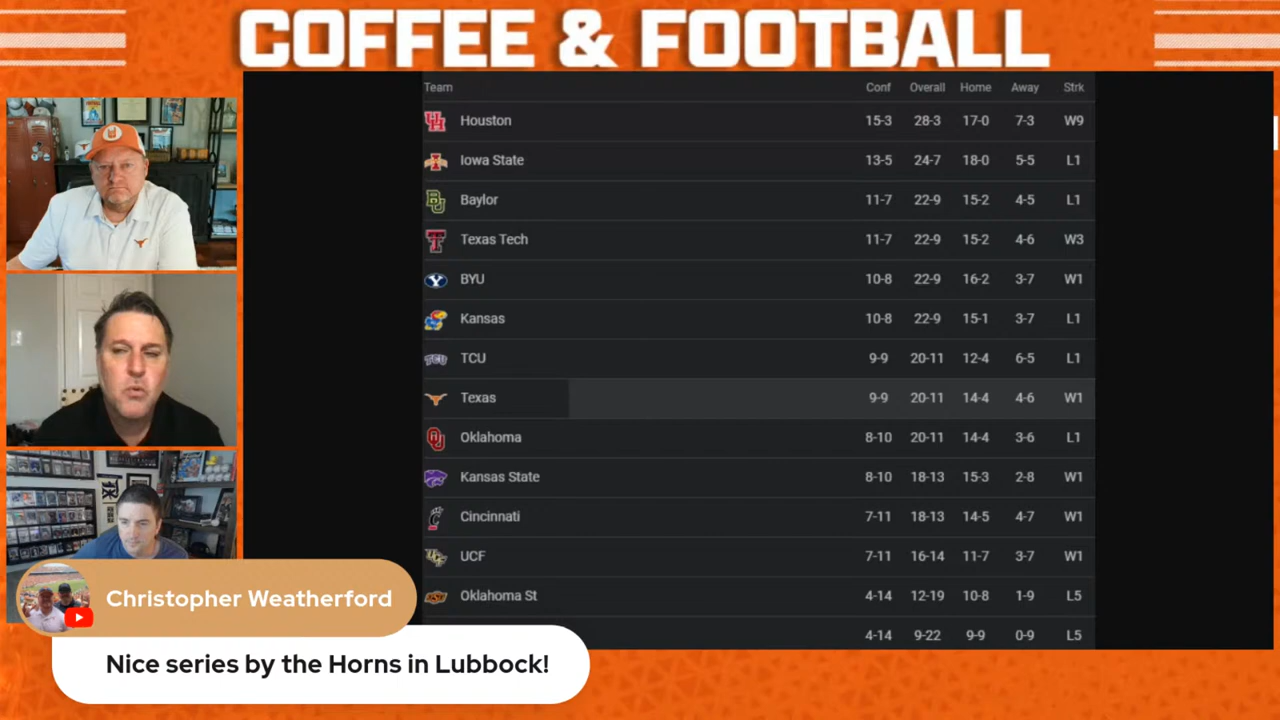 COFFEE & FOOTBALL
Team Conf Overall Home Away Strk
Houston 15-3 28-3 17-0 7-3 W9
Iowa State 13-5 24-7 18-0 5-5 L1
Baylor 11-7 22-9 15-2 4-5 L1
Texas Tech 11-7 22-9 15-2 4-6 W3
BYU 10-8 22-9 16-2 3-7 W1
Kansas 10-8 22-9 15-1 3-7 L1
TCU 9-9 20-11 12-4 6-5 L1
Texas 9-9 20-11 14-4 4-6 W1
Oklahoma 8-10 20-11 14-4 3-6 L1
Kansas State 8-10 18-13 15-3 2-8 W1
Cincinnati 7-11 18-13 14-5 4-7 W1
UCF 7-11 16-14 11-7 3-7 W1
Oklahoma St 4-14 12-19 10-8 1-9 L5
4-14 9-22 9-9 0-9 L5
Christopher Weatherford
Nice series by the Horns in Lubbock!